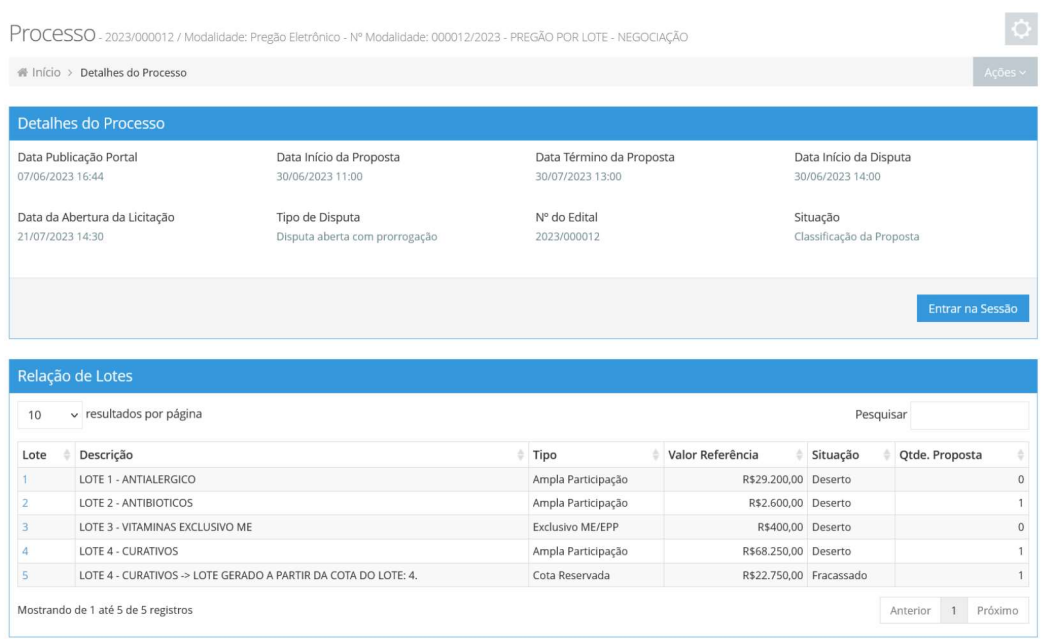 Processo - 2023/000012 / Modalidade: Pregão Eletrônico - Nº Modalidade: 000012/2023 - PREGÃO POR LOTE - NEGOCIAÇÃO
Início > Detalhes do Processo
Ações
Detalhes do Processo
Data Publicação Portal Data Início da Proposta Data Término da Proposta Data Início da Disputa
07/06/2023 16:44 30/06/2023 11:00 30/07/2023 13:00 30/06/2023 14:00
Data da Abertura da Licitação Tipo de Disputa Nº do Edital Situação
21/07/2023 14:30 Disputa aberta com prorrogação 2023/000012 Classificação da Proposta
Entrar na Sessão
Relação de Lotes
10 resultados por página Pesquisar
Lote Descrição Tipo Valor Referência Situação Qtde. Proposta
1 LOTE 1 - ANTIALERGICO Ampla Participação R$29.200,00 Deserto 0
2 LOTE 2 - ANTIBIOTICOS Ampla Participação R$2.600,00 Deserto 1
3 LOTE 3 - VITAMINAS EXCLUSIVO ME Exclusivo ME/EPP R$400,00 Deserto 0
4 LOTE 4 - CURATIVOS Ampla Participação R$68.250,00 Deserto 1
5 LOTE 4 - CURATIVOS -> LOTE GERADO A PARTIR DA COTA DO LOTE: 4. Cota Reservada R$22.750,00 Fracassado 1
Mostrando de 1 até 5 de 5 registros
Anterior 1 Próximo